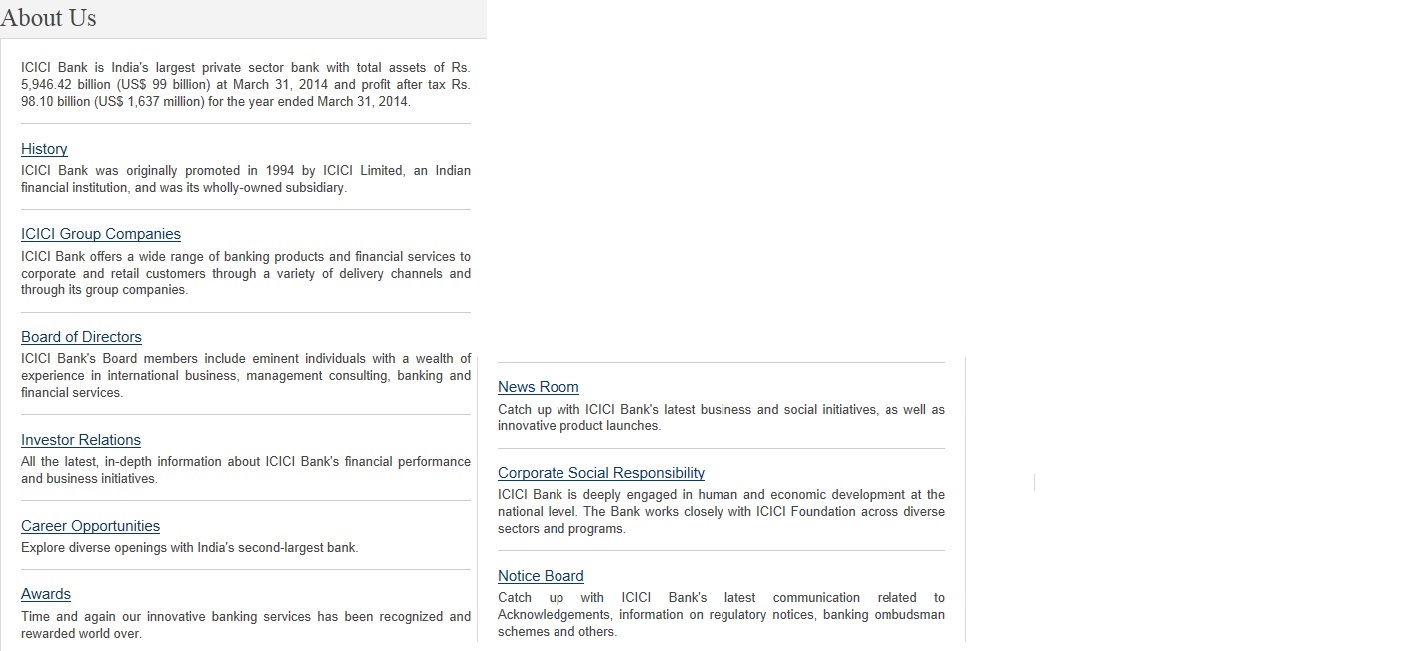 About Us
ICICI Bank is India's largest private sector bank with total assets of Rs.
5,946.42 billion (US$ 99 billion) at March 31, 2014 and profit after tax Rs.
98.10 billion (US$ 1,637 million) for the year ended March 31, 2014.
History
ICICI Bank was originally promoted in 1994 by ICICI Limited, an Indian
financial institution, and was its wholly-owned subsidiary.
ICICI Group Companies
ICICI Bank offers a wide range of banking products and financial services to
corporate and retail customers through a variety of delivery channels and
through its group companies.
Board of Directors
ICICI Bank's Board members include eminent individuals with a wealth of
experience in international business, management consulting, banking and
financial services.
Investor Relations
All the latest, in-depth information about ICICI Bank's financial performance
and business initiatives.
Career Opportunities
Explore diverse openings with India's second-largest bank.
Awards
Time and again our innovative banking services has been recognized and
rewarded world over.
News Room
Catch up with ICICI Bank's latest business and social initiatives, as well as
innovative product launches.
Corporate Social Responsibility
ICICI Bank is deeply engaged in human and economic development at the
national level. The Bank works closely with ICICI Foundation across diverse
sectors and programs.
Notice Board
Catch up with ICICI Bank's latest communication related to
Acknowledgements, information on regulatory notices, banking ombudsman
schemes and others.